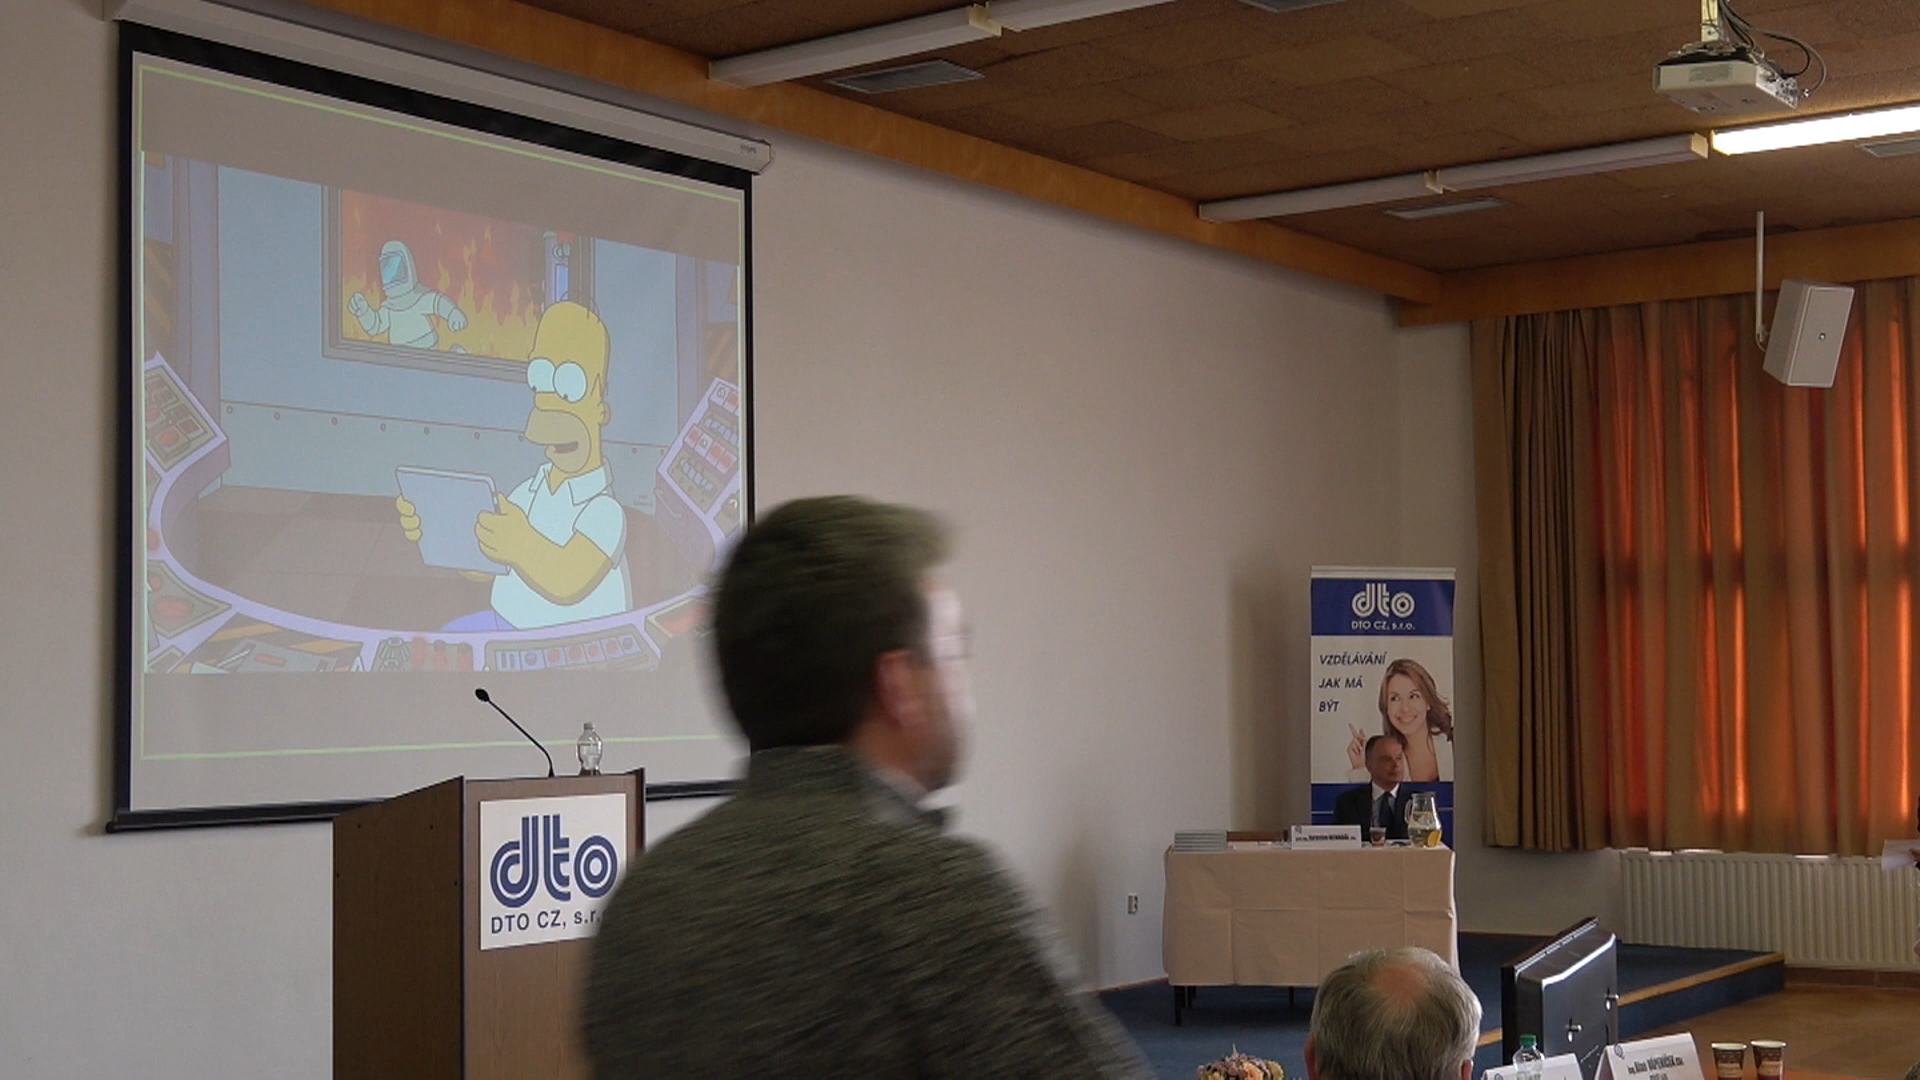 dto
DTO CZ, s.r.o.
VZDĚLÁVÁNÍ
JAK MÁ
BÝT
dto
DTO CZ, s.r.